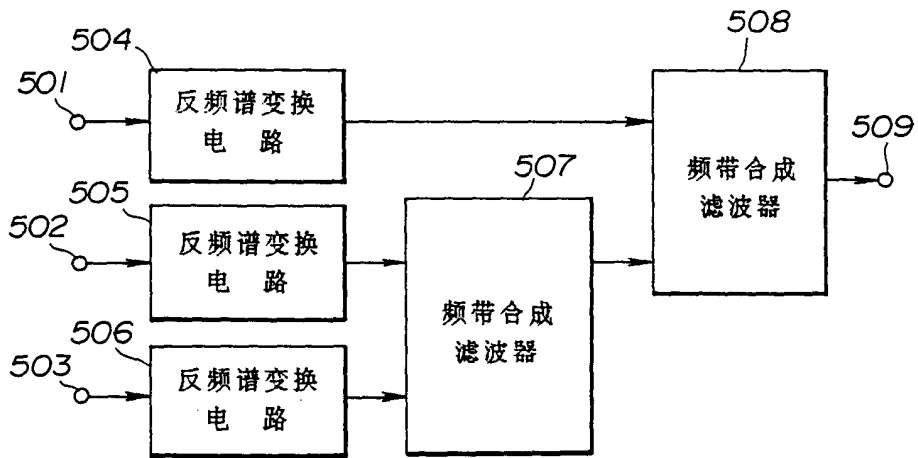 504
501
反频谱变换
电 路
508
频带合成
滤波器
509
507
505
502
反频谱变换
电 路
频带合成
滤波器
506
503
反频谱变换
电 路